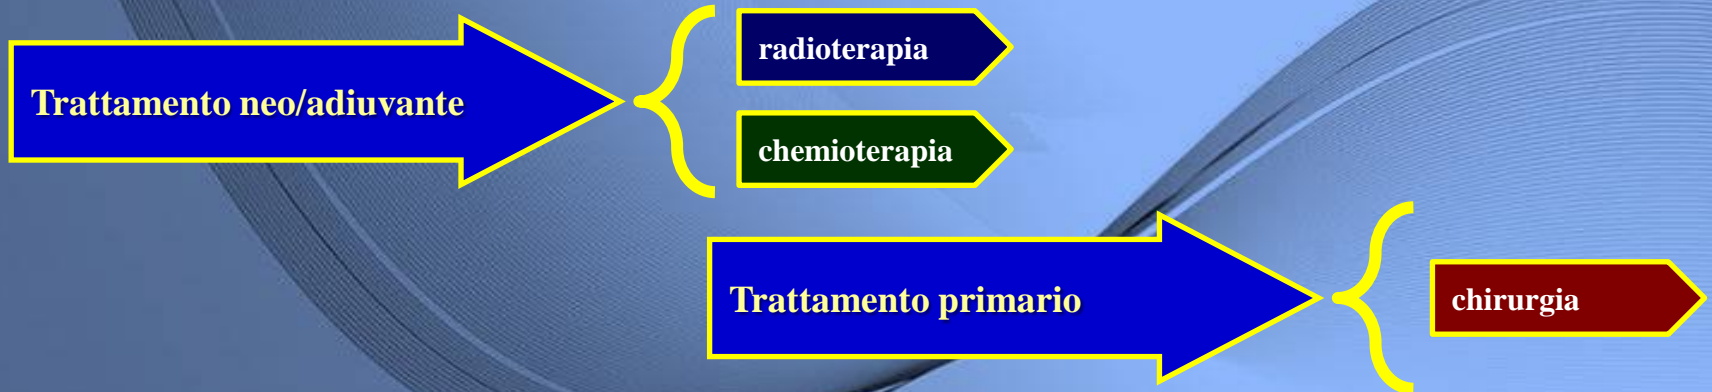 Trattamento neo/adiuvante
radioterapia
chemioterapia
Trattamento primario
chirurgia